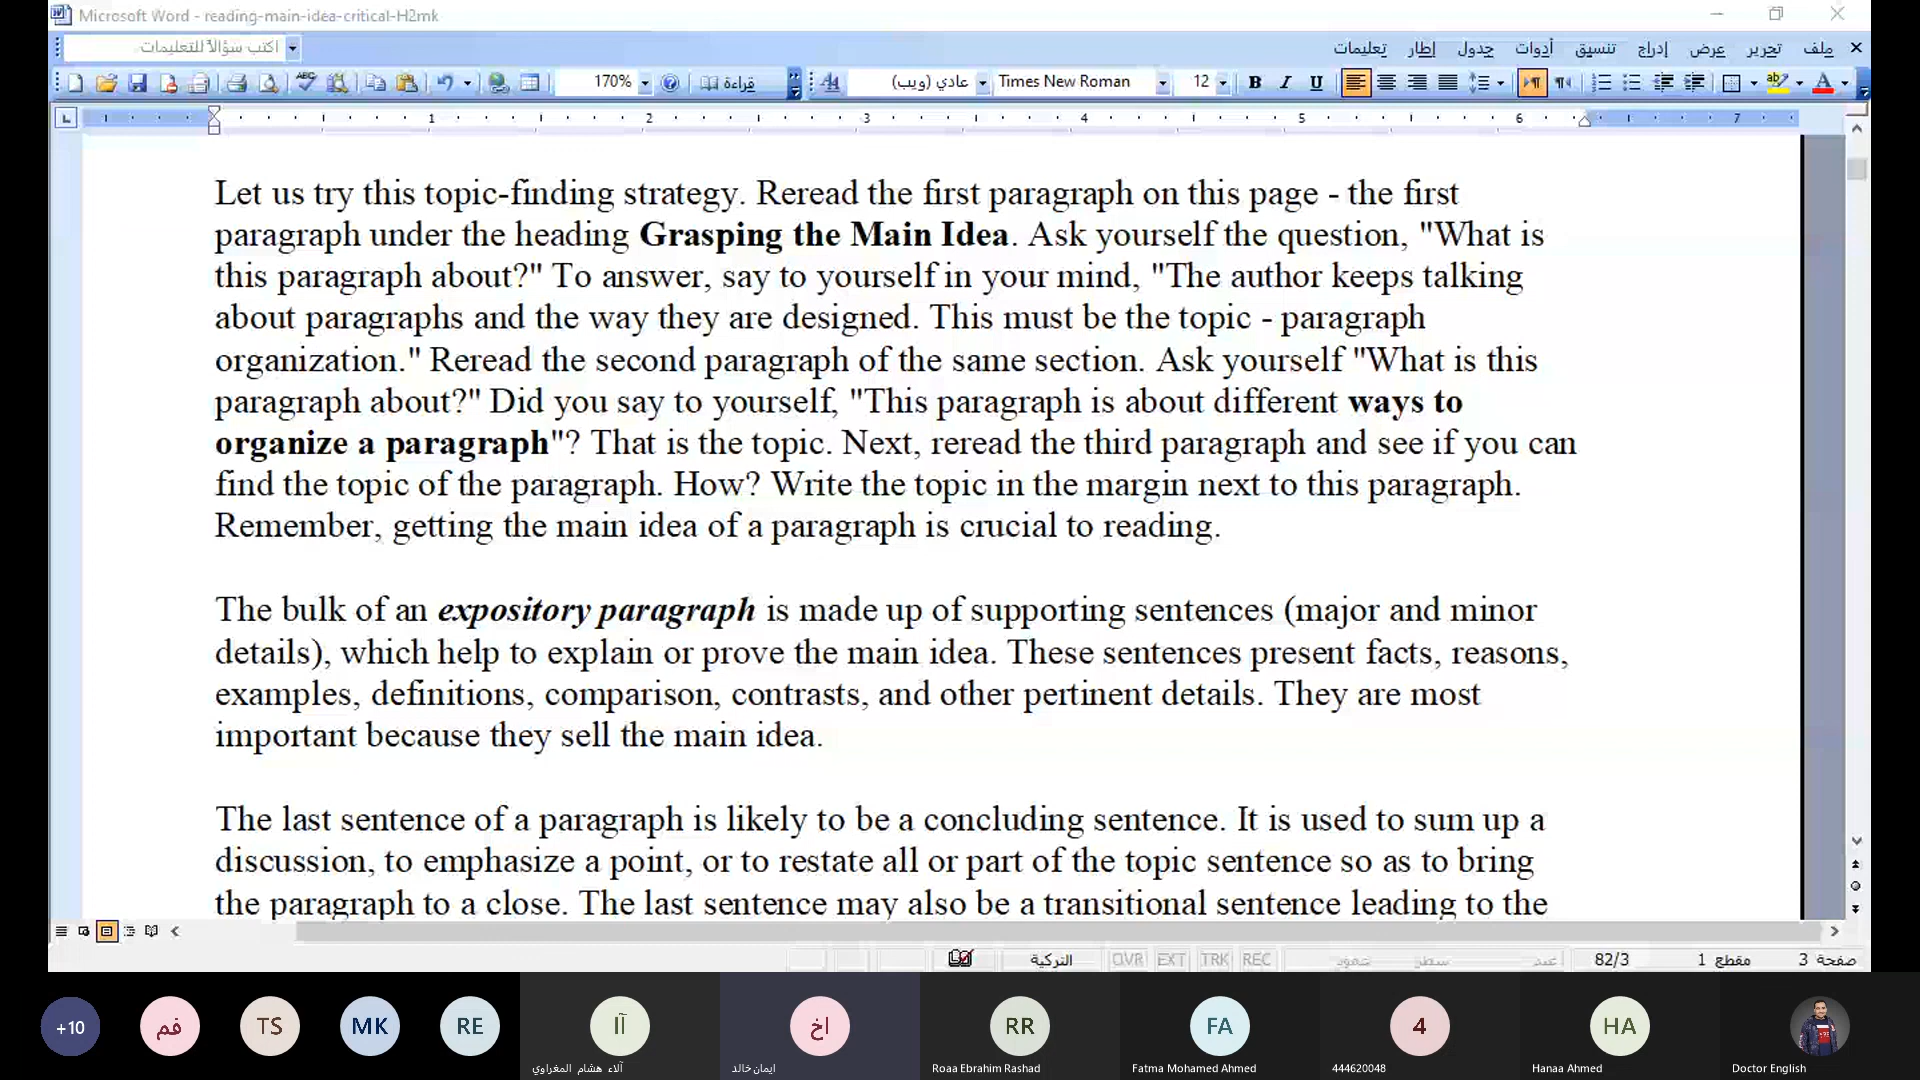 Microsoft Word - reading-main-idea-critical-H2mk
ملف تحرير عرض إدراج تنسيق أدوات جدول إطار تعليمات
اكتب سؤالاً للتعليمات
170% قراءة عادي (ويب) Times New Roman 12 B I U
1 2 3 4 5 6 7
Let us try this topic-finding strategy. Reread the first paragraph on this page - the first
paragraph under the heading Grasping the Main Idea. Ask yourself the question, "What is
this paragraph about?" To answer, say to yourself in your mind, "The author keeps talking
about paragraphs and the way they are designed. This must be the topic - paragraph
organization." Reread the second paragraph of the same section. Ask yourself "What is this
paragraph about?" Did you say to yourself, "This paragraph is about different ways to
organize a paragraph"? That is the topic. Next, reread the third paragraph and see if you can
find the topic of the paragraph. How? Write the topic in the margin next to this paragraph.
Remember, getting the main idea of a paragraph is crucial to reading.
The bulk of an expository paragraph is made up of supporting sentences (major and minor
details), which help to explain or prove the main idea. These sentences present facts, reasons,
examples, definitions, comparison, contrasts, and other pertinent details. They are most
important because they sell the main idea.
The last sentence of a paragraph is likely to be a concluding sentence. It is used to sum up a
discussion, to emphasize a point, or to restate all or part of the topic sentence so as to bring
the paragraph to a close. The last sentence may also be a transitional sentence leading to the
صفحة 3 مقطع 1 82/3 عند سطر عمود REC TRK EXT OVR التركية
+10 فم TS MK RE آا اخ RR FA 4 HA
آلاء هشام المغراوي ايمان خالد Roaa Ebrahim Rashad Fatma Mohamed Ahmed 444620048 Hanaa Ahmed Doctor English